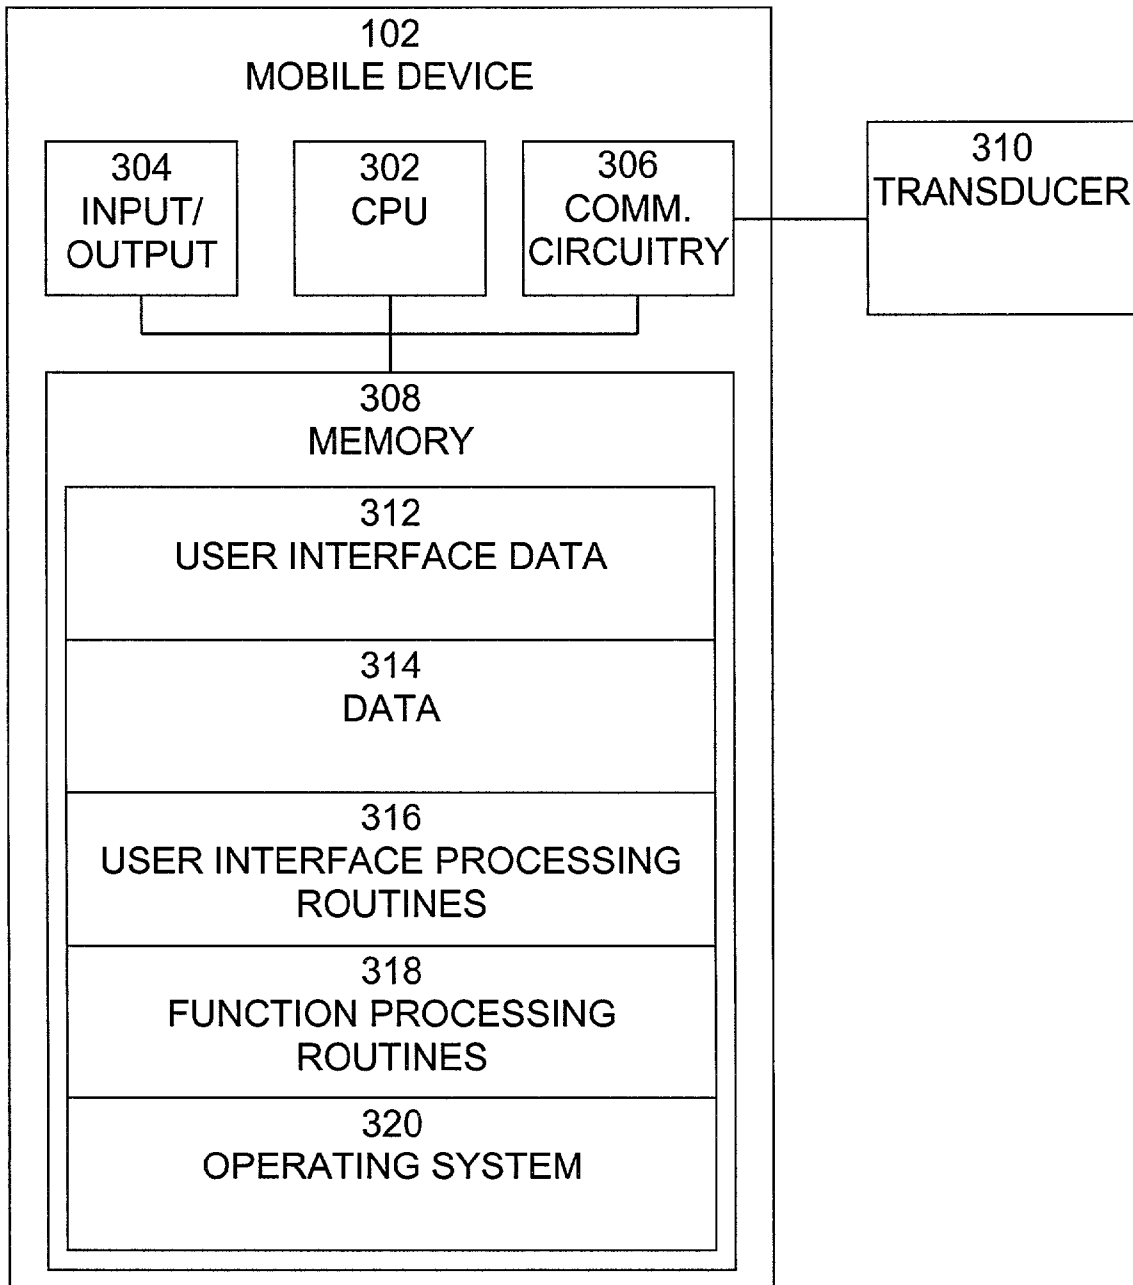 102
MOBILE DEVICE
304
INPUT/
OUTPUT
302
CPU
306
COMM.
CIRCUITRY
310
TRANSDUCER
308
MEMORY
312
USER INTERFACE DATA
314
DATA
316
USER INTERFACE PROCESSING
ROUTINES
318
FUNCTION PROCESSING
ROUTINES
320
OPERATING SYSTEM